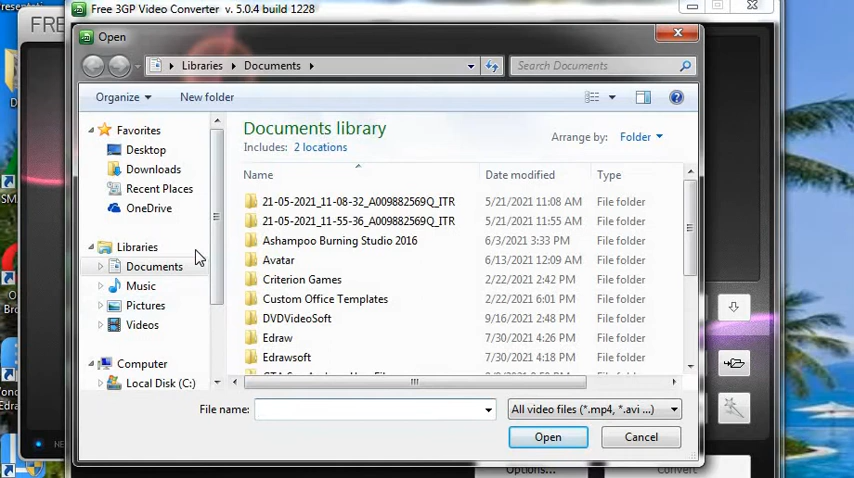 Free 3GP Video Converter v. 5.0.4 build 1228
FREE
Open
Libraries Documents
Search Documents
Organize
New folder
Favorites
Desktop
Downloads
Recent Places
OneDrive
Libraries
Documents
Music
Pictures
Videos
Computer
Local Disk (C:)
Documents library
Includes: 2 locations
Arrange by: Folder
Name Date modified Type
21-05-2021_11-08-32_A009882569Q_ITR 5/21/2021 11:08 AM File folder
21-05-2021_11-55-36_A009882569Q_ITR 5/21/2021 11:55 AM File folder
Ashampoo Burning Studio 2016 6/3/2021 3:33 PM File folder
Avatar 6/13/2021 12:09 AM File folder
Criterion Games 2/22/2021 2:42 PM File folder
Custom Office Templates 2/22/2021 6:01 PM File folder
DVDVideoSoft 9/16/2021 2:48 PM File folder
Edraw 7/30/2021 4:26 PM File folder
Edrawsoft 7/30/2021 4:18 PM File folder
File name:
All video files (*.mp4, *.avi ...)
Open
Cancel
Options...
Convert